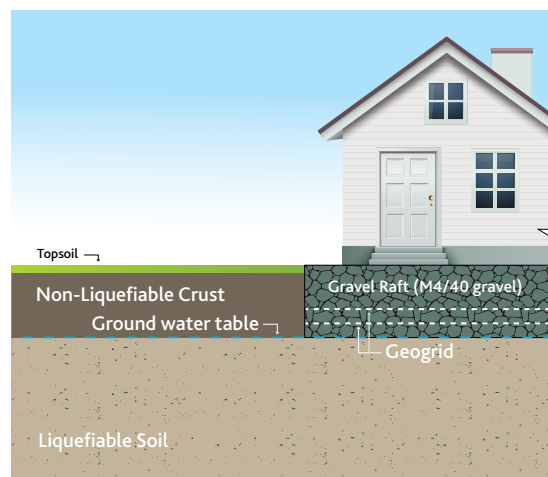 Topsoil
Gravel Raft (M4/40 gravel)
Non-Liquefiable Crust
Ground water table
Geogrid
Liquefiable Soil